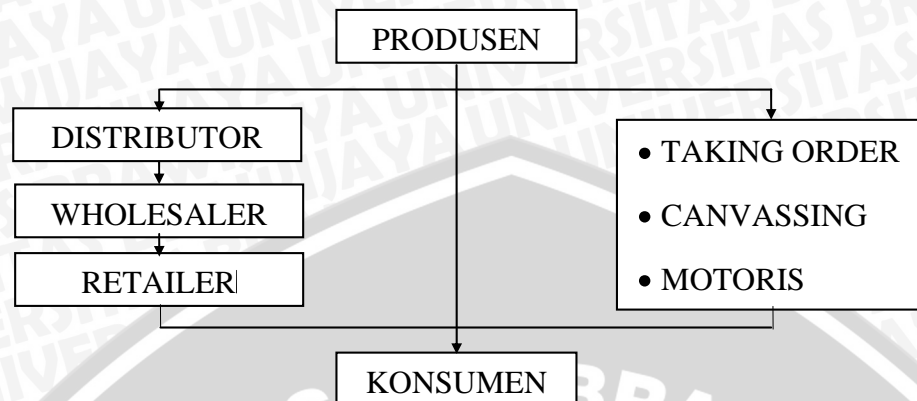 PRODUSEN
DISTRIBUTOR
WHOLESALER
RETAILER
• TAKING ORDER
• CANVASSING
• MOTORIS
KONSUMEN